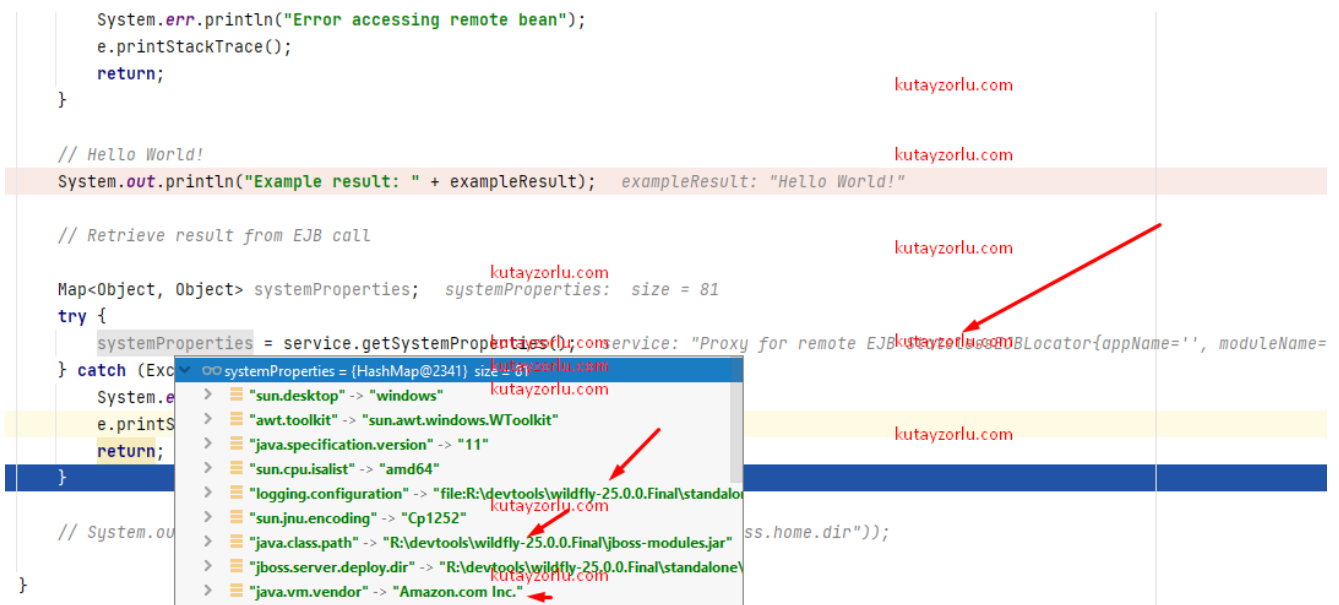 System.err.println("Error accessing remote bean");
e.printStackTrace();
return;
kutayzorlu.com
}
// Hello World!
kutayzorlu.com
System.out.println("Example result: " + exampleResult); exampleResult: "Hello World!"
// Retrieve result from EJB call
kutayzorlu.com
kutayzorlu.com
Map<Object, Object> systemProperties; systemProperties: size = 81
try {
systemProperties = service.getSystemProperties(); service: "Proxy for remote EJB StatelessEJBLocator{appName='', moduleName=
kutayzorlu.com
kutayzorlu.com
} catch (Exc
systemProperties = {HashMap@2341} size = 81
kutayzorlu.com
System.e
"sun.desktop" -> "windows"
kutayzorlu.com
e.printS
"awt.toolkit" -> "sun.awt.windows.WToolkit"
kutayzorlu.com
return;
"java.specification.version" -> "11"
}
"sun.cpu.isalist" -> "amd64"
"logging.configuration" -> "file:R:\devtools\wildfly-25.0.0.Final\standalo
kutayzorlu.com
"sun.jnu.encoding" -> "Cp1252"
// System.ou
"java.class.path" -> "R:\devtools\wildfly-25.0.0.Final\jboss-modules.jar"
ss.home.dir"));
"jboss.server.deploy.dir" -> "R:\devtools\wildfly-25.0.0.Final\standalone\
kutayzorlu.com
}
"java.vm.vendor" -> "Amazon.com Inc."